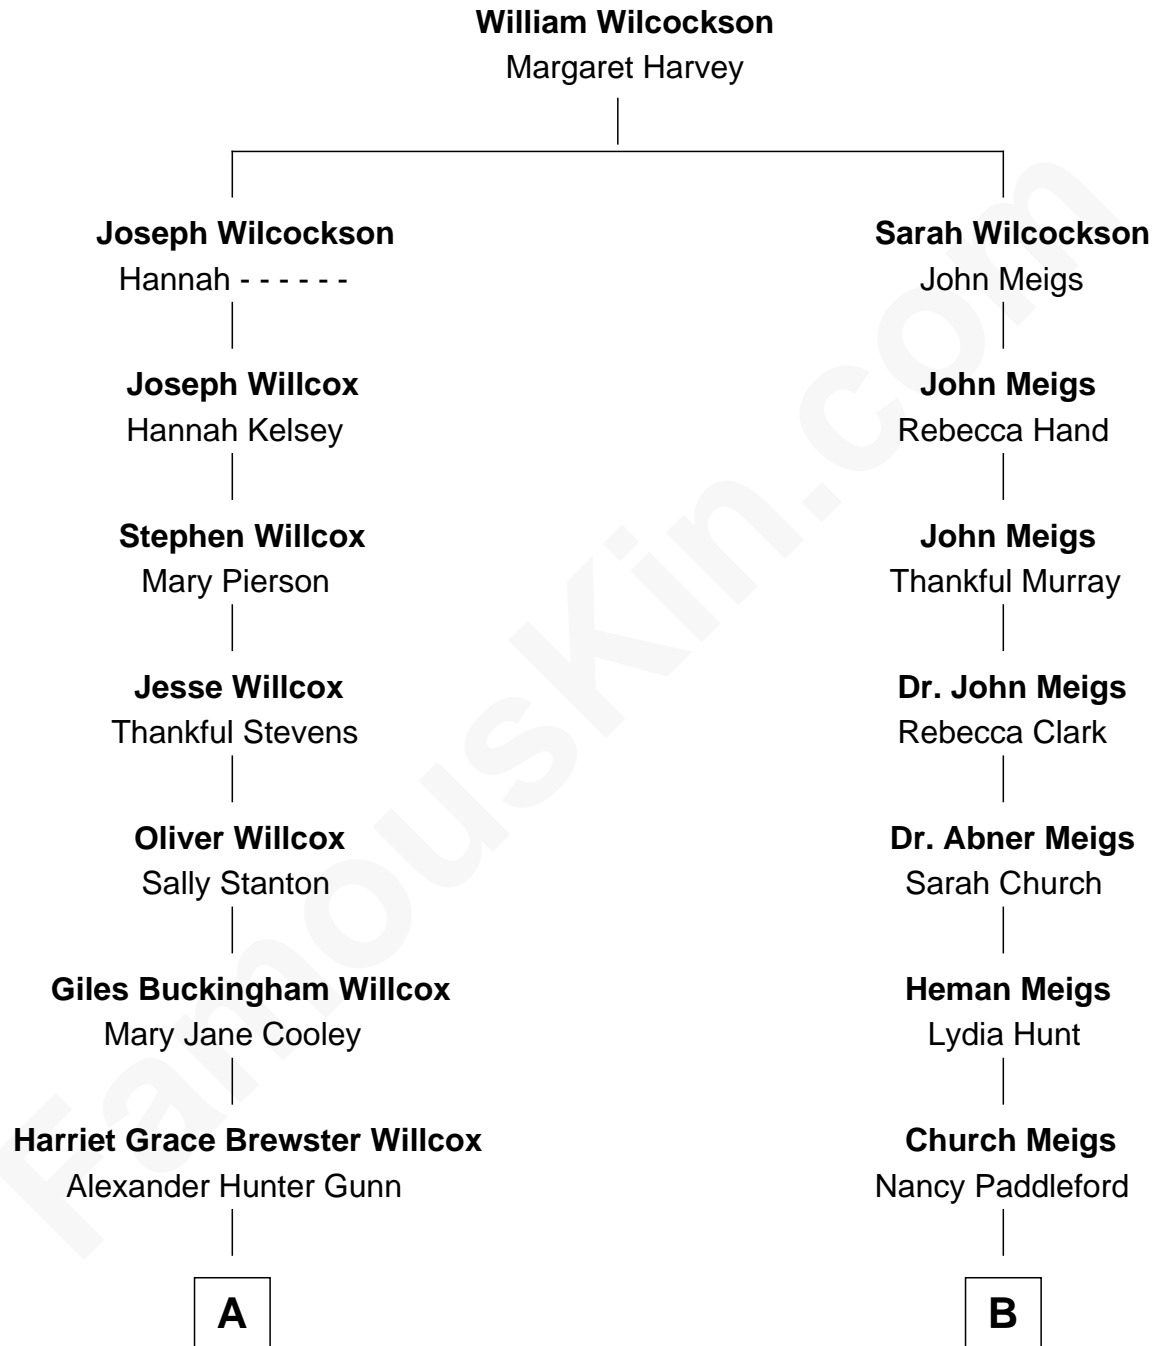 William Wilcockson
Margaret Harvey
Joseph Wilcockson
Hannah - - - - - -
Sarah Wilcockson
John Meigs
Joseph Willcox
Hannah Kelsey
John Meigs
Rebecca Hand
Stephen Willcox
Mary Pierson
John Meigs
Thankful Murray
Jesse Willcox
Thankful Stevens
Dr. John Meigs
Rebecca Clark
Oliver Willcox
Sally Stanton
Dr. Abner Meigs
Sarah Church
Giles Buckingham Willcox
Mary Jane Cooley
Heman Meigs
Lydia Hunt
Harriet Grace Brewster Willcox
Alexander Hunter Gunn
Church Meigs
Nancy Paddleford
A
B
FamousKin.com